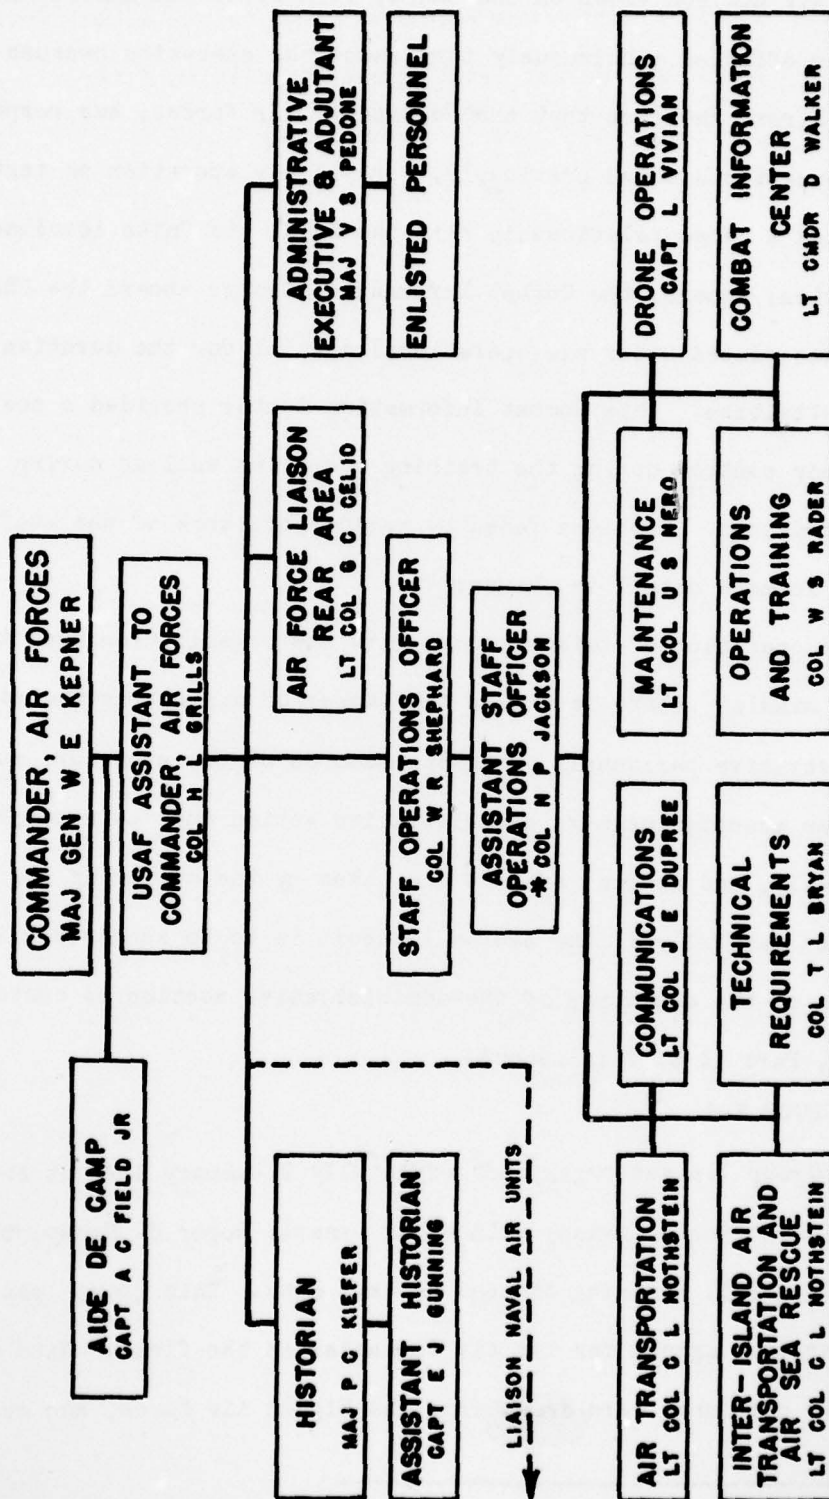 COMMANDER, AIR FORCES
MAJ GEN W E KEPNER
AIDE DE CAMP
CAPT A C FIELD JR
USAF ASSISTANT TO
COMMANDER, AIR FORCES
COL H L GRILLS
HISTORIAN
MAJ P C KIEFER
ASSISTANT HISTORIAN
CAPT E J GUNNING
AIR FORCE LIAISON
REAR AREA
LT COL G C CELIO
ADMINISTRATIVE
EXECUTIVE & ADJUTANT
MAJ V S PEDOME
ENLISTED PERSONNEL
STAFF OPERATIONS OFFICER
COL W R SHEPHARD
ASSISTANT STAFF
OPERATIONS OFFICER
* COL N P JACKSON
LIAISON NAVAL AIR UNITS
AIR TRANSPORTATION
LT COL C L NOTHSTEIN
COMMUNICATIONS
LT COL J E DUPREE
MAINTENANCE
LT COL U S NERO
DRONE OPERATIONS
CAPT L VIVIAN
INTER-ISLAND AIR
TRANSPORTATION AND
AIR SEA RESCUE
LT COL C L NOTHSTEIN
TECHNICAL
REQUIREMENTS
COL T L BRYAN
OPERATIONS
AND TRAINING
COL W S RADER
COMBAT INFORMATION
CENTER
LT CMDR WALKER